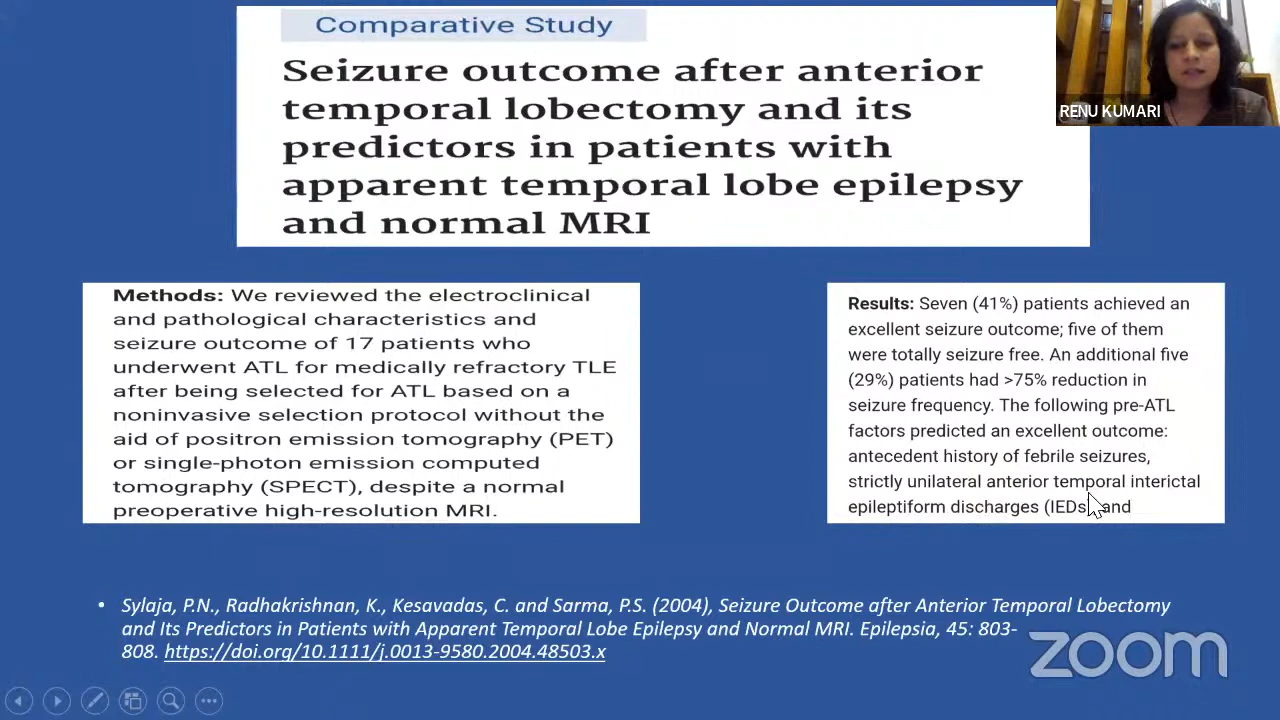 Comparative Study
Seizure outcome after anterior
temporal lobectomy and its
predictors in patients with
apparent temporal lobe epilepsy
and normal MRI
RENU KUMARI
Methods: We reviewed the electroclinical
and pathological characteristics and
seizure outcome of 17 patients who
underwent ATL for medically refractory TLE
after being selected for ATL based on a
noninvasive selection protocol without the
aid of positron emission tomography (PET)
or single-photon emission computed
tomography (SPECT), despite a normal
preoperative high-resolution MRI.
Results: Seven (41%) patients achieved an
excellent seizure outcome; five of them
were totally seizure free. An additional five
(29%) patients had >75% reduction in
seizure frequency. The following pre-ATL
factors predicted an excellent outcome:
antecedent history of febrile seizures,
strictly unilateral anterior temporal interictal
epileptiform discharges (IEDs) and
• Sylaja, P.N., Radhakrishnan, K., Kesavadas, C. and Sarma, P.S. (2004), Seizure Outcome after Anterior Temporal Lobectomy
and Its Predictors in Patients with Apparent Temporal Lobe Epilepsy and Normal MRI. Epilepsia, 45: 803-
808. https://doi.org/10.1111/j.0013-9580.2004.48503.x
zoom